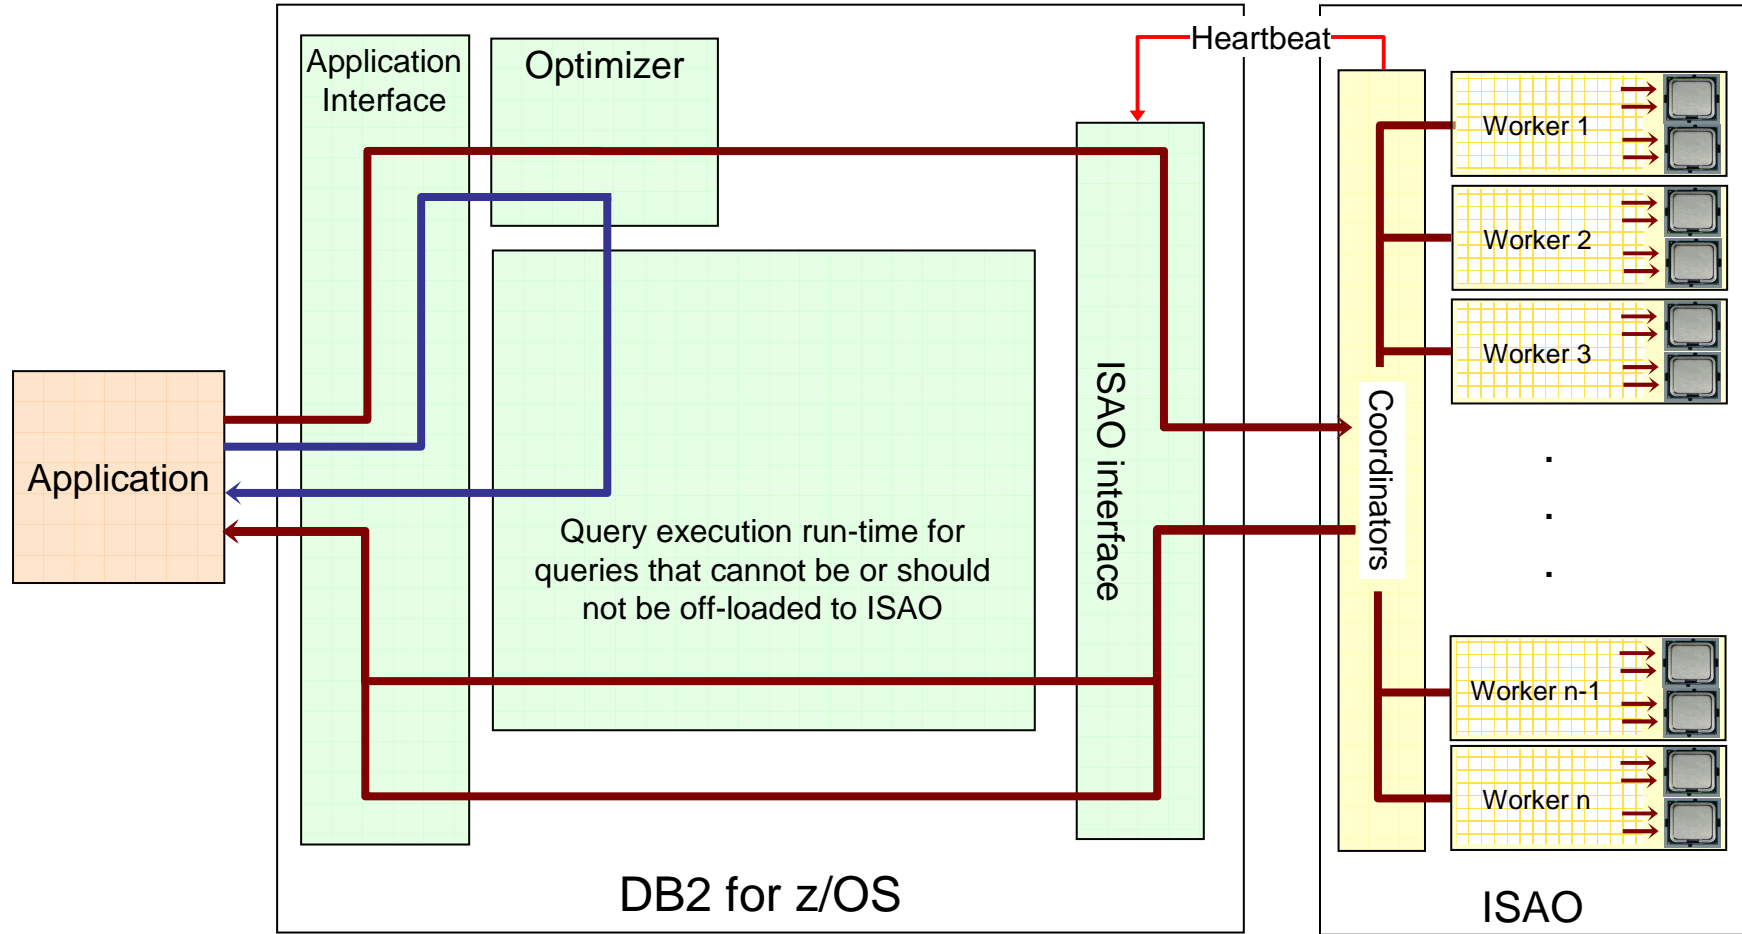 Heartbeat
Application
Interface
Optimizer
Worker 1
Worker 2
Worker 3
ISAO interface
Coordinators
.
.
.
Application
Query execution run-time for
queries that cannot be or should
not be off-loaded to ISAO
Worker n-1
Worker n
DB2 for z/OS
ISAO